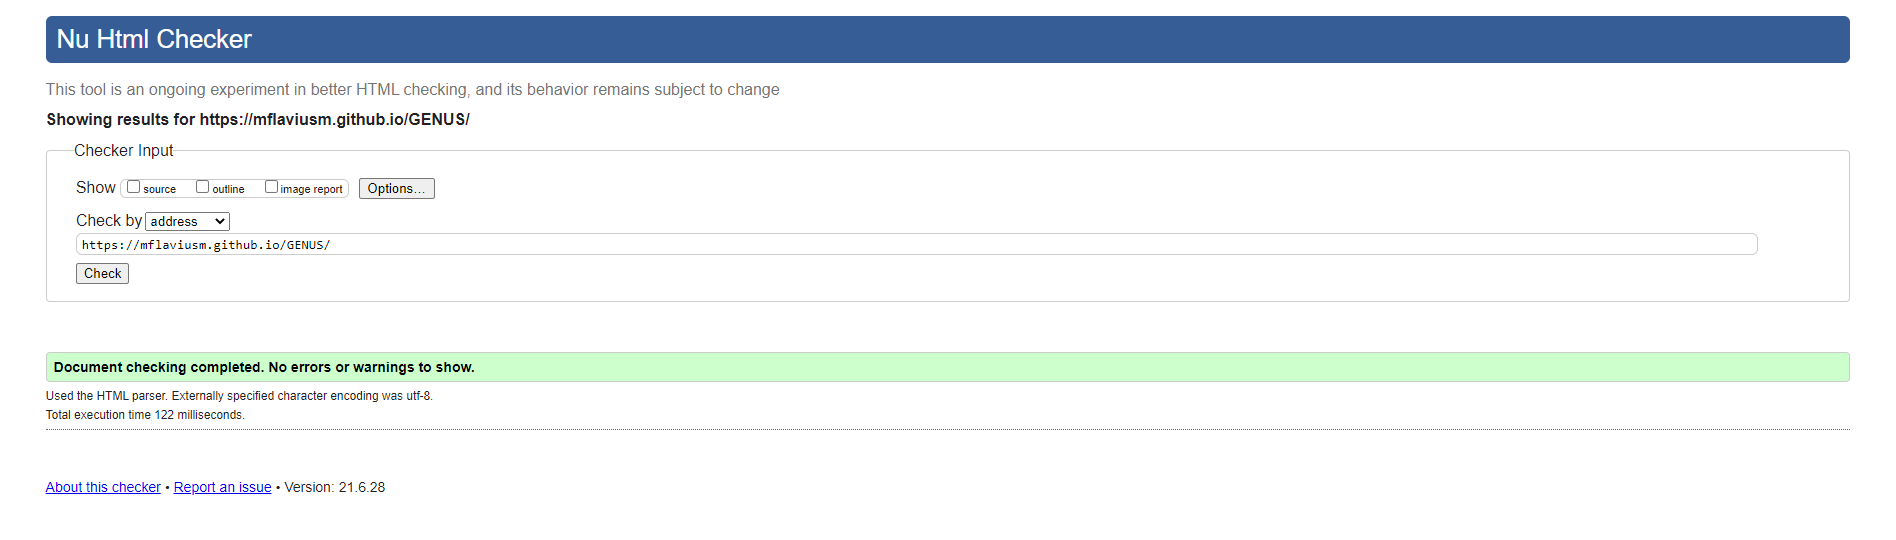 Nu Html Checker
This tool is an ongoing experiment in better HTML checking, and its behavior remains subject to change
Showing results for https://mflaviusm.github.io/GENUS/
Checker Input
Show source outline image report Options...
Check by address
https://mflaviusm.github.io/GENUS/
Check
Document checking completed. No errors or warnings to show.
Used the HTML parser. Externally specified character encoding was utf-8.
Total execution time 122 milliseconds.
About this checker • Report an issue • Version: 21.6.28